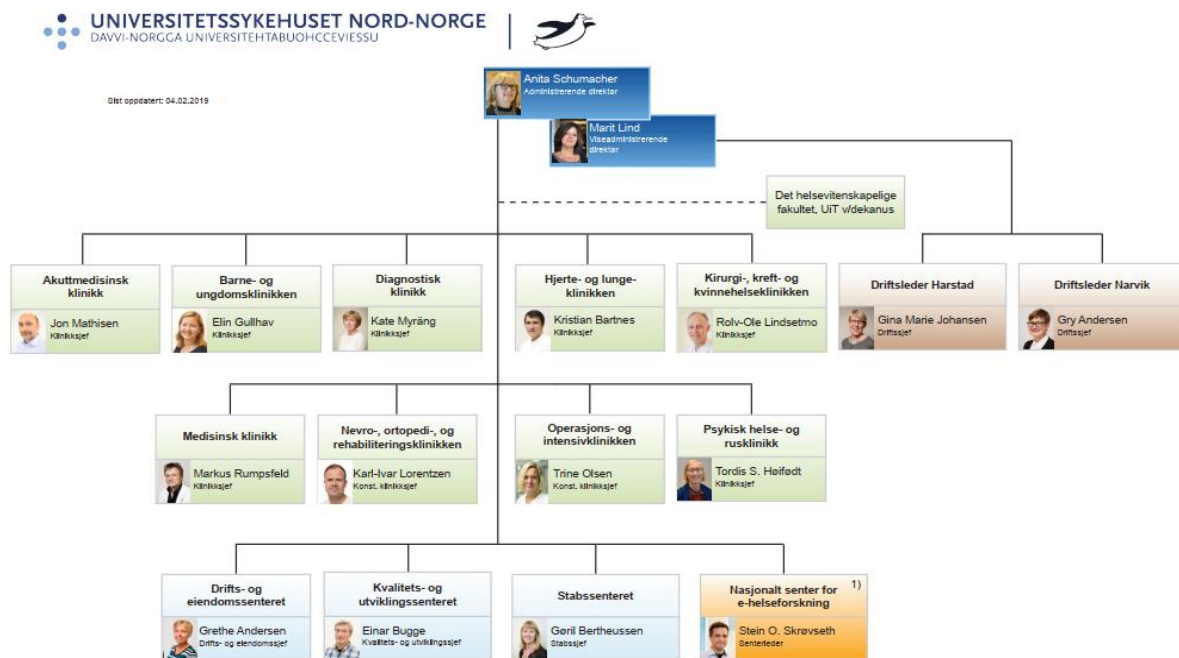 UNIVERSITETSSYKEHUSET NORD-NORGE
DAVVI-NORGGA UNIVERSITEHTABUOHCCEVIESSU
Sist oppdatert: 04.02.2019
Anita Schumacher
Administrerende direktør
Marit Lind
Viseadministrerende
direktør
Det helsevitenskapelige
fakultet, UiT v/dekanus
Akuttmedisinsk
klinikk
Jon Mathisen
Klinikksjef
Barne- og
ungdomsklinikken
Elin Gullhav
Klinikksjef
Diagnostisk
klinikk
Kate Myräng
Klinikksjef
Hjerte- og lunge-
klinikken
Kristian Bartnes
Klinikksjef
Kirurgi-, kreft- og
kvinnehelseklinikken
Rolv-Ole Lindsetmo
Klinikksjef
Driftsleder Harstad
Gina Marie Johansen
Driftssjef
Driftsleder Narvik
Gry Andersen
Driftssjef
Medisinsk klinikk
Markus Rumpsfeld
Klinikksjef
Nevro-, ortopedi-, og
rehabiliteringsklinikken
Karl-Ivar Lorentzen
Konst. klinikksjef
Operasjons- og
intensivklinikken
Trine Olsen
Konst. klinikksjef
Psykisk helse- og
rusklinikk
Tordis S. Høifødt
Klinikksjef
Drifts- og
eiendomssenteret
Grethe Andersen
Drifts- og eiendomssjef
Kvalitets- og
utviklingssenteret
Einar Bugge
Kvalitets- og utviklingssjef
Stabssenteret
Gøril Bertheussen
Stabssjef
Nasjonalt senter for 1)
e-helseforskning
Stein O. Skrøvseth
Senterleder